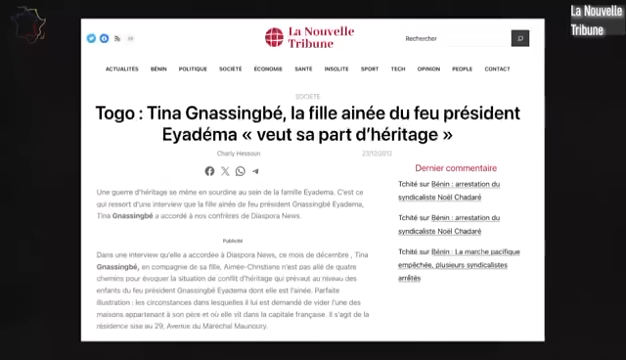 La Nouvelle
Tribune
La Nouvelle
Tribune
Rechercher
ACTUALITÉS BÉNIN POLITIQUE SOCIÉTÉ ÉCONOMIE SANTÉ INSOLITE SPORT TECH OPINION PEOPLE CONTACT
SOCIÉTÉ
Togo : Tina Gnassingbé, la fille ainée du feu président
Eyadéma « veut sa part d’héritage »
Charly Hessoun 23/12/2012
Une guerre d'héritage se mène en sourdine au sein de la famille Eyadema. C'est ce
qui ressort d'une interview que la fille ainée de feu président Gnassingbé Eyadéma,
Tina Gnassingbé a accordé à nos confrères de Diaspora News.
Publicité
Dans une interview qu'elle a accordée à Diaspora News, ce mois de décembre , Tina
Gnassingbé, en compagnie de sa fille, Aimée-Christiane n'est pas allé de quatre
chemins pour évoquer la situation de conflit d'héritage qui prévaut au niveau des
enfants du feu président Gnassingbé Eyadema dont elle est l'ainée. Parfaite
illustration : les circonstances dans lesquelles il lui est demandé de vider l'une des
maisons appartenant à son père et où elle vit dans la capitale française. Il s'agit de la
résidence sise au 29, Avenue du Maréchal Maunoury.
Dernier commentaire
Tchité sur Bénin : arrestation du
syndicaliste Noël Chadaré
Tchité sur Bénin : arrestation du
syndicaliste Noël Chadaré
Tchité sur Bénin : La marche pacifique
empêchée, plusieurs syndicalistes
arrêtés